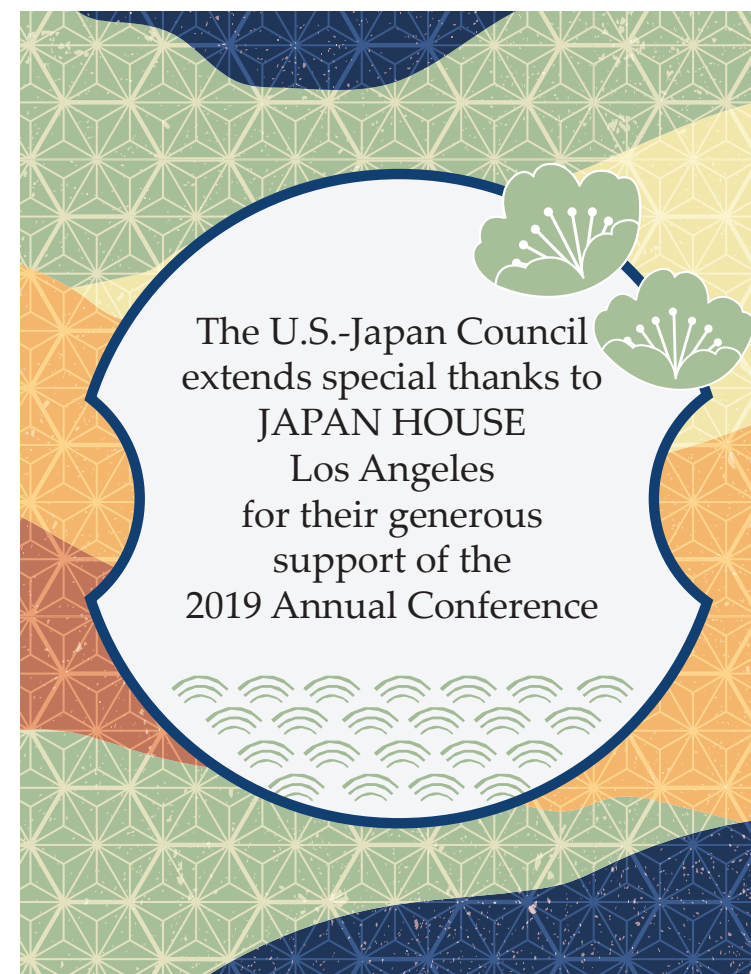 The U.S.-Japan Council
extends special thanks to
JAPAN HOUSE
Los Angeles
for their generous
support of the
2019 Annual Conference